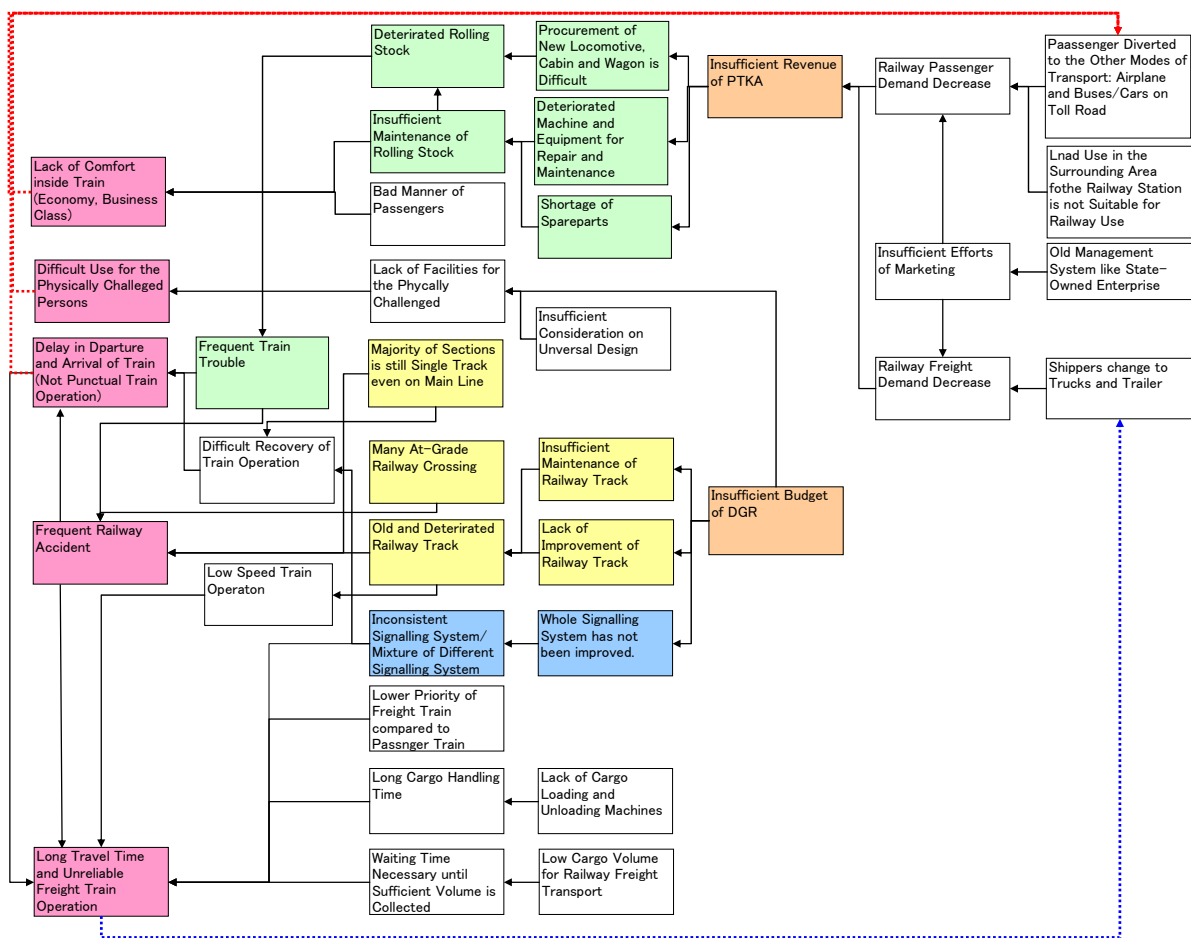 Deterirated Rolling
Stock
Procurement of
New Locomotive,
Cabin and Wagon is
Difficult
Insufficient Revenue
of PTKA
Railway Passenger
Demand Decrease
Paassenger Diverted
to the Other Modes of
Transport: Airplane
and Buses/Cars on
Toll Road
Insufficient
Maintenance of
Rolling Stock
Deteriorated
Machine and
Equipment for
Repair and
Maintenance
Lack of Comfort
inside Train
(Economy, Business
Class)
Bad Manner of
Passengers
Shortage of
Spareparts
Lnad Use in the
Surrounding Area
fothe Railway Station
is not Suitable for
Railway Use
Difficult Use for the
Physically Challeged
Persons
Lack of Facilities for
the Phycally
Challenged
Insufficient
Consideration on
Unversal Design
Insufficient Efforts
of Marketing
Old Management
System like State-
Owned Enterprise
Delay in Dparture
and Arrival of Train
(Not Punctual Train
Operation)
Frequent Train
Trouble
Majority of Sections
is still Single Track
even on Main Line
Railway Freight
Demand Decrease
Shippers change to
Trucks and Trailer
Difficult Recovery of
Train Operation
Many At-Grade
Railway Crossing
Insufficient
Maintenance of
Railway Track
Insufficient Budget
of DGR
Frequent Railway
Accident
Old and Deterirated
Railway Track
Lack of
Improvement of
Railway Track
Low Speed Train
Operaton
Inconsistent
Signalling System/
Mixture of Different
Signalling System
Whole Signalling
System has not
been improved.
Lower Priority of
Freight Train
compared to
Passnger Train
Long Cargo Handling
Time
Lack of Cargo
Loading and
Unloading Machines
Long Travel Time
and Unreliable
Freight Train
Operation
Waiting Time
Necessary until
Sufficient Volume is
Collected
Low Cargo Volume
for Railway Freight
Transport